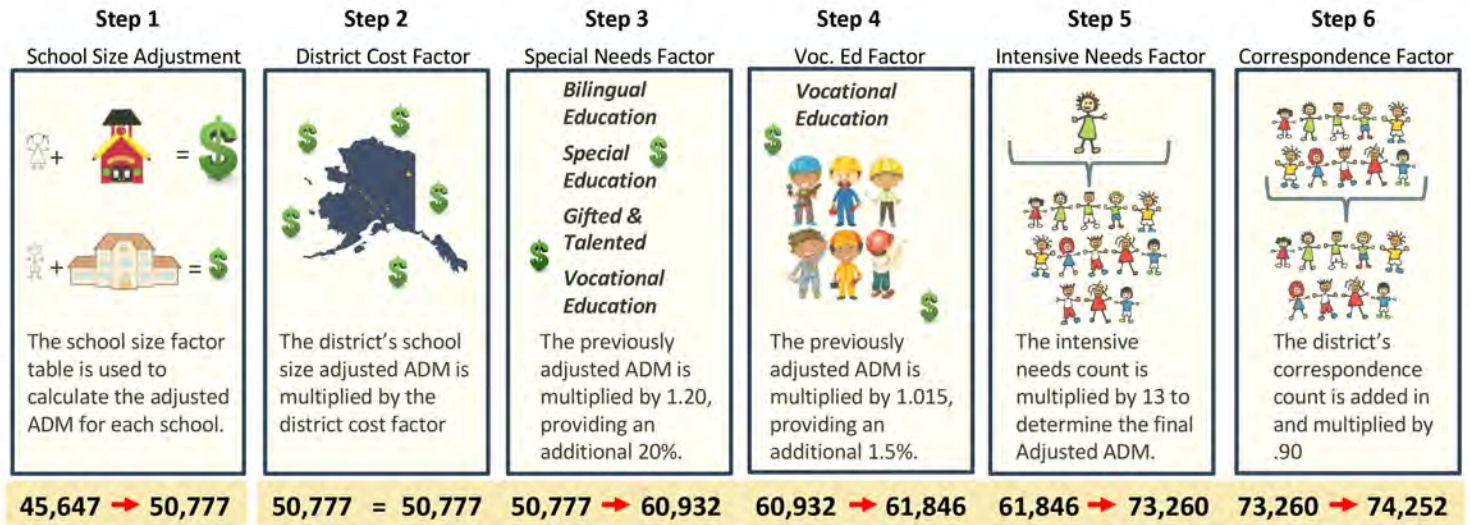 Step 1
School Size Adjustment
+ = $
+ = $
The school size factor
table is used to
calculate the adjusted
ADM for each school.
45,647 → 50,777
Step 2
District Cost Factor
$
$
$
$
$
The district's school
size adjusted ADM is
multiplied by the
district cost factor
50,777 = 50,777
Step 3
Special Needs Factor
Bilingual
Education
Special $
Education
Gifted &
$ Talented
Vocational
Education
The previously
adjusted ADM is
multiplied by 1.20,
providing an
additional 20%.
50,777 → 60,932
Step 4
Voc. Ed Factor
Vocational
Education
$
$
The previously
adjusted ADM is
multiplied by 1.015,
providing an
additional 1.5%.
60,932 → 61,846
Step 5
Intensive Needs Factor
The intensive
needs count is
multiplied by 13 to
determine the final
Adjusted ADM.
61,846 → 73,260
Step 6
Correspondence Factor
The district's
correspondence
count is added in
and multiplied by
.90
73,260 → 74,252